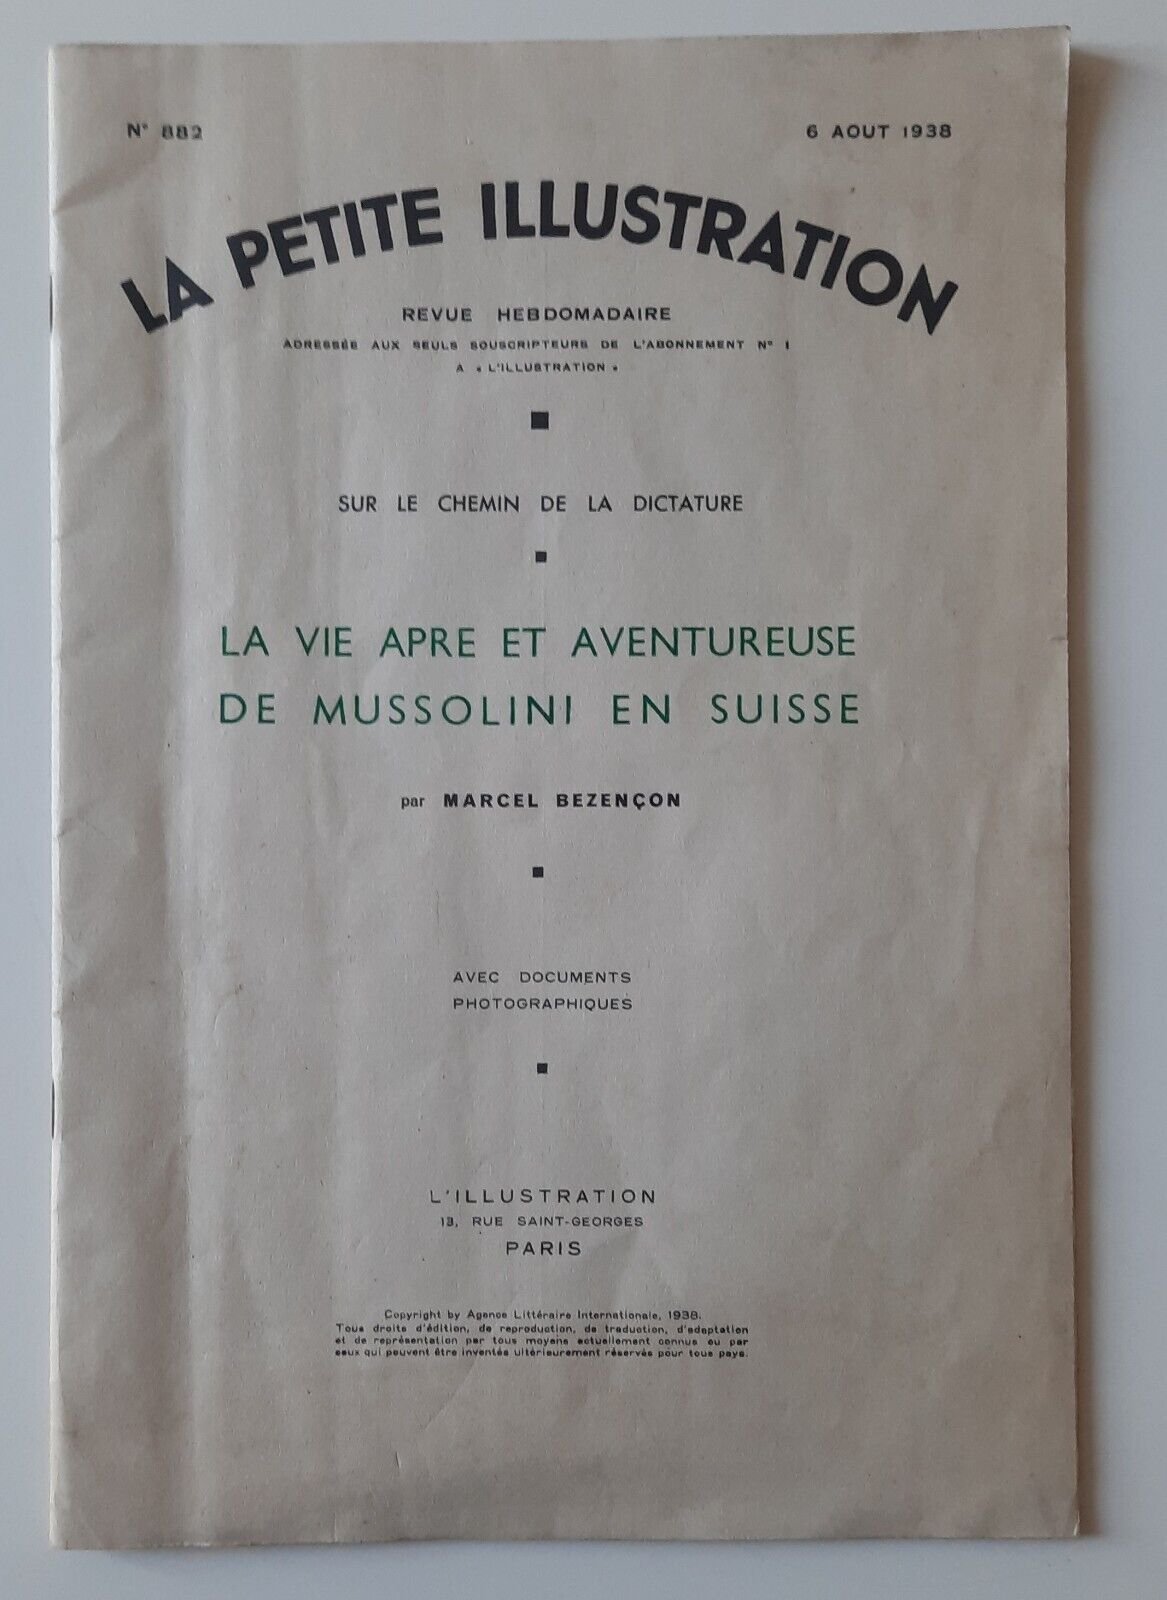 N° 882
6 AOUT 1938
LA PETITE ILLUSTRATION
REVUE HEBDOMADAIRE
ADRESSÉE AUX SEULS SOUSCRIPTEURS DE L'ABONNEMENT N° 1
A « L'ILLUSTRATION »
SUR LE CHEMIN DE LA DICTATURE
LA VIE APRE ET AVENTUREUSE
DE MUSSOLINI EN SUISSE
par MARCEL BEZENÇON
AVEC DOCUMENTS
PHOTOGRAPHIQUES
L'ILLUSTRATION
13, RUE SAINT-GEORGES
PARIS
Copyright by Agence Littéraire Internationale, 1938.
Tous droits d'édition, de reproduction, de traduction, d'adaptation
et de représentation par tous moyens actuellement connus ou par
ceux qui peuvent être inventés ultérieurement réservés pour tous pays.